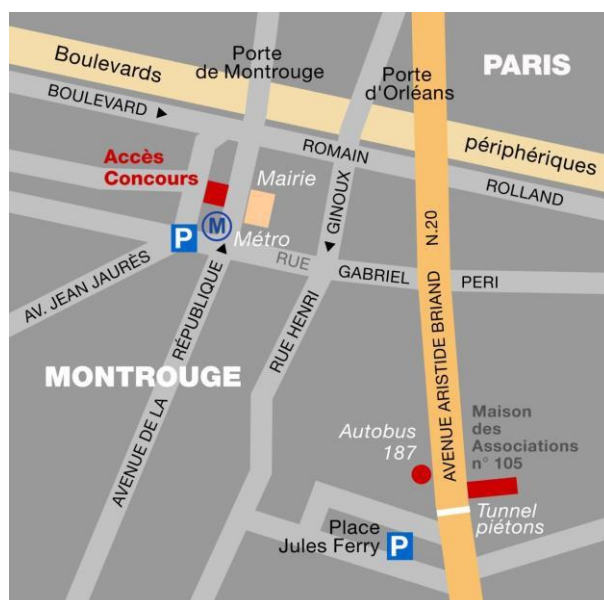 Porte
de Montrouge
Porte
d'Orléans
PARIS
Boulevards
périphériques
BOULEVARD
ROMAIN
ROLLAND
Accès
Concours
Mairie
GINOUX
N.20
P
M
Métro
RUE
GABRIEL
PERI
AV. JEAN JAURÈS
RÉPUBLIQUE
RUE HENRI
MONTROUGE
AVENUE DE LA
AVENUE ARISTIDE BRIAND
Autobus
187
Maison
des
Associations
n° 105
Tunnel
piétons
Place
Jules Ferry
P